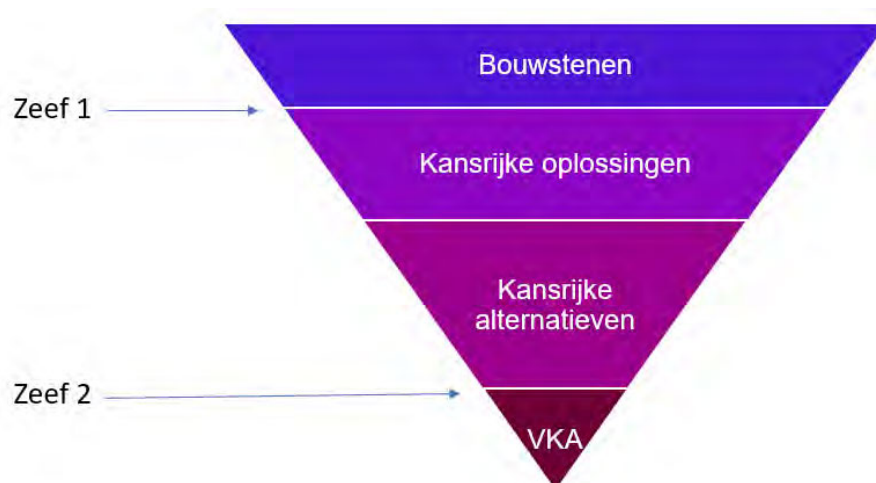 Bouwstenen
Zeef 1
Kansrijke oplossingen
Kansrijke
alternatieven
Zeef 2
VKA